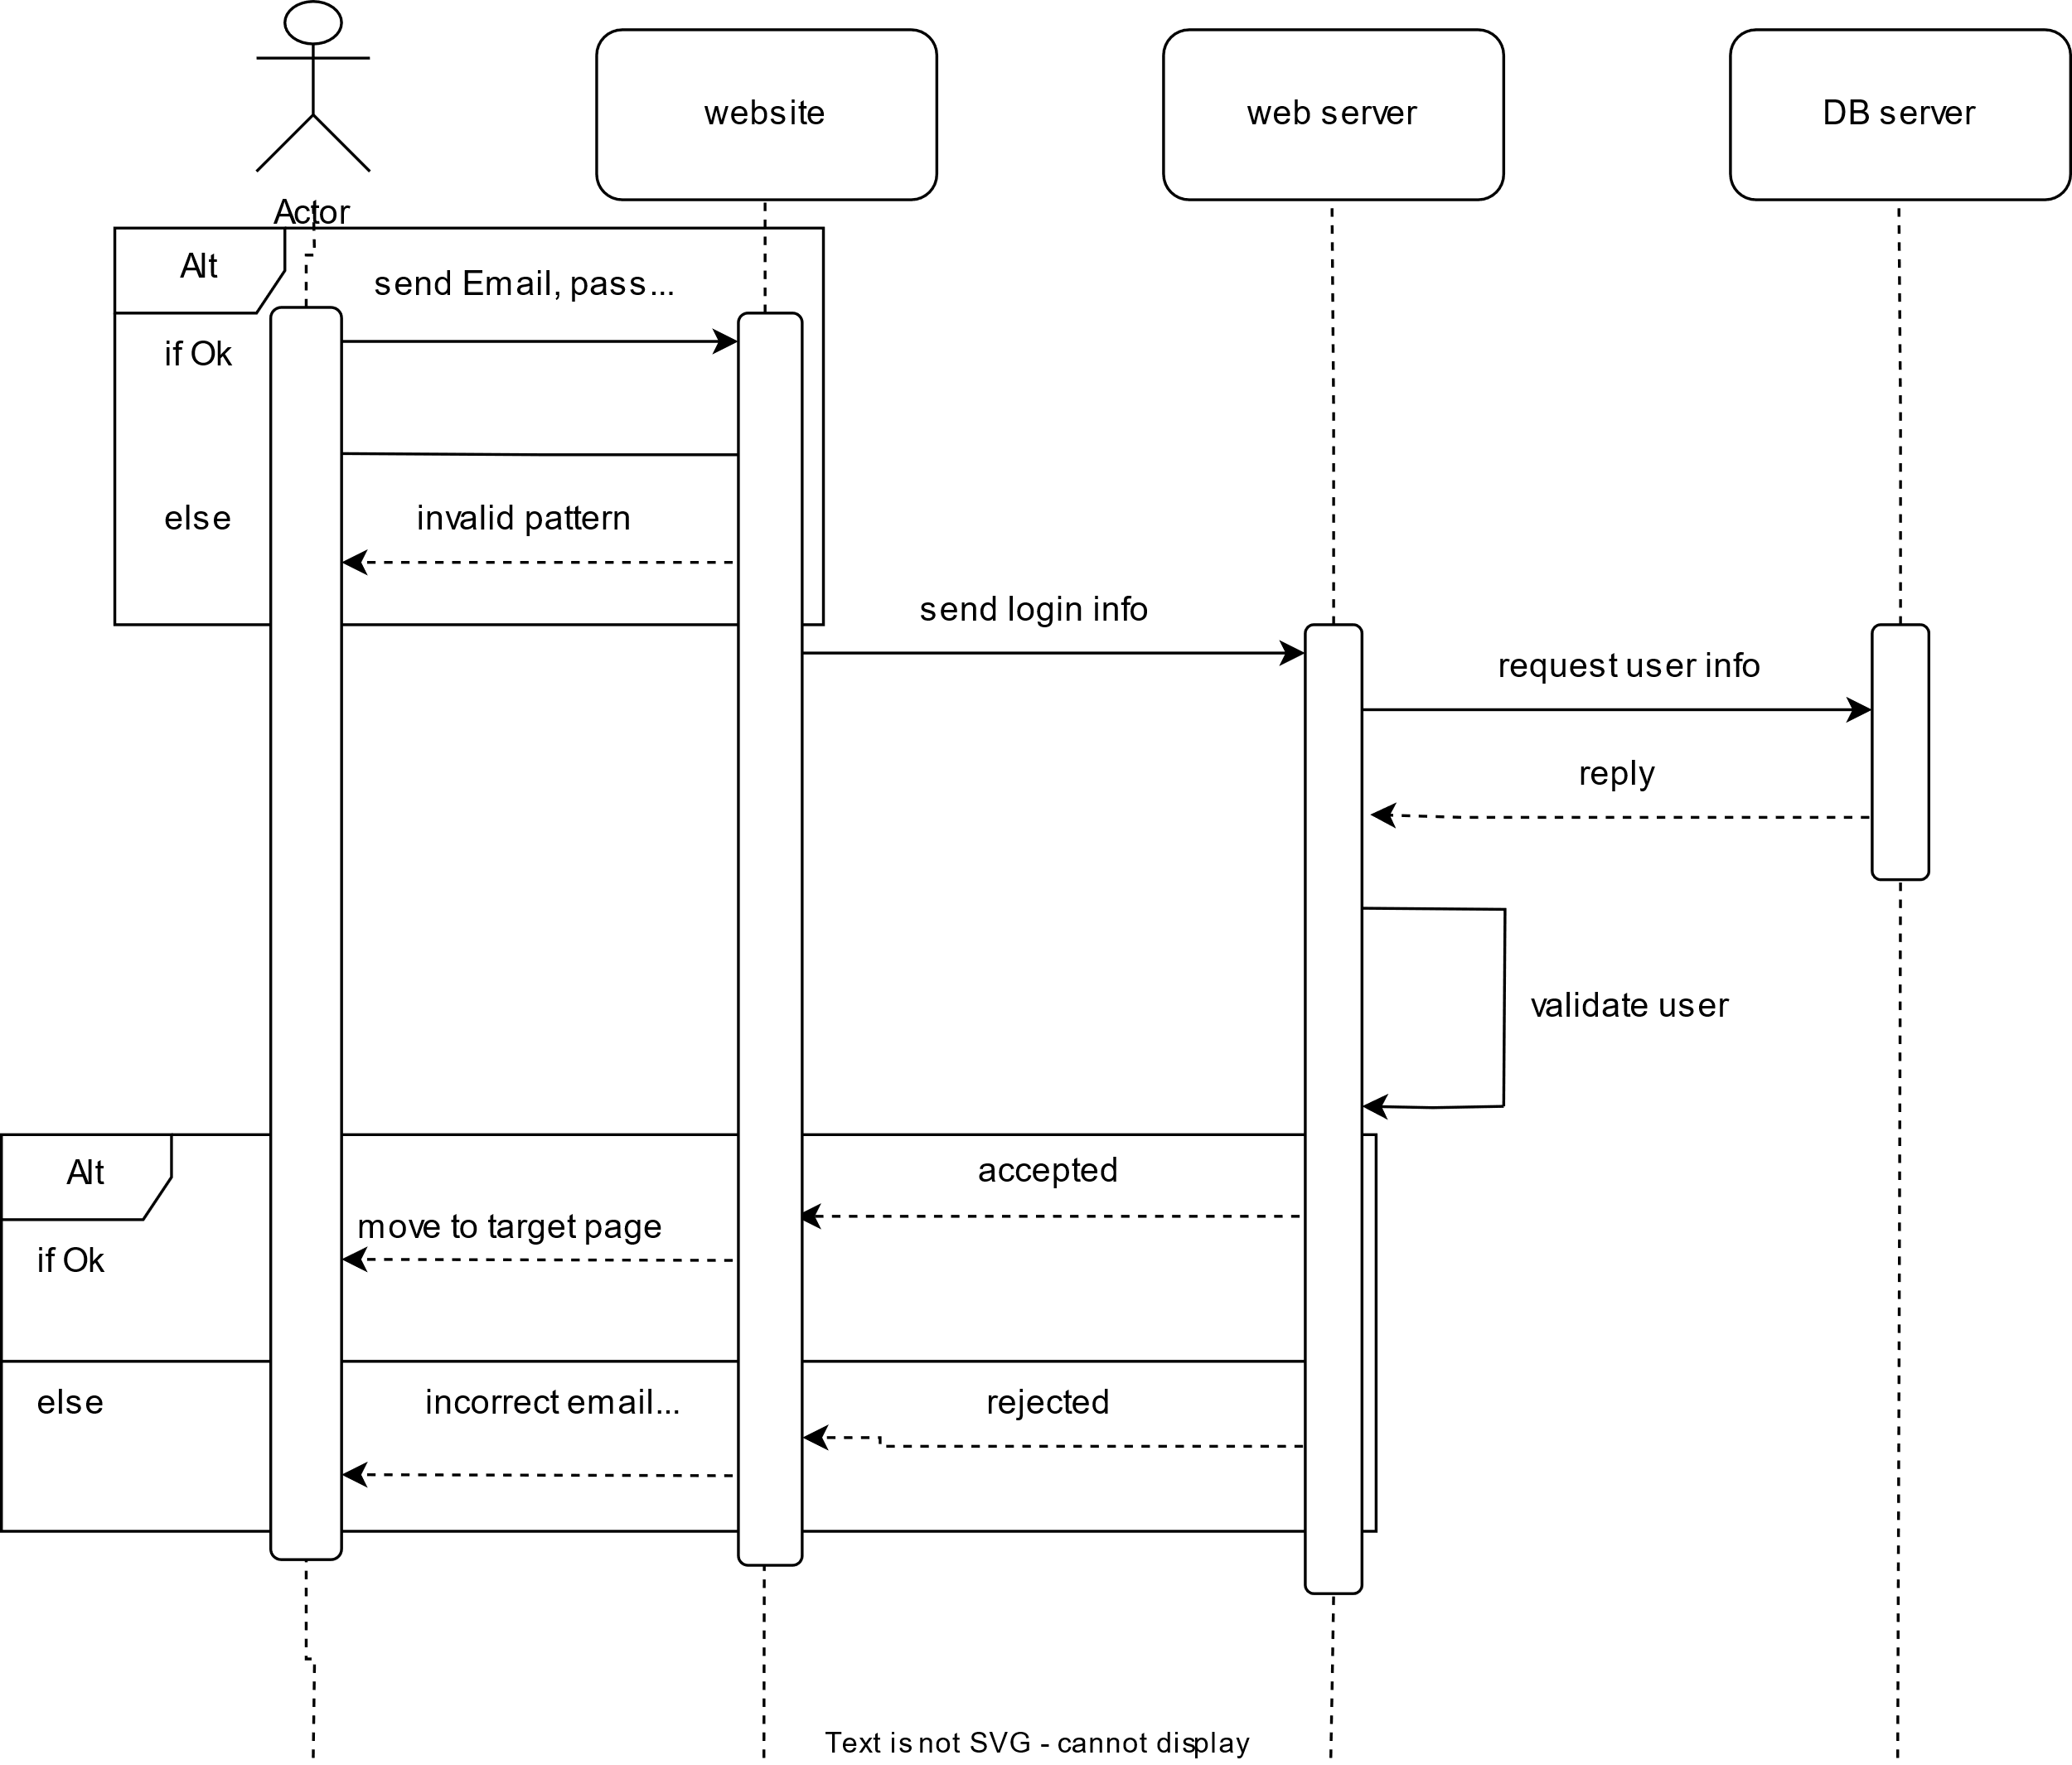 website
web server
DB server
Actor
Alt
send Email, pass...
if Ok
else
invalid pattern
send login info
request user info
reply
validate user
Alt
accepted
move to target page
if Ok
else
incorrect email...
rejected
Text is not SVG - cannot display